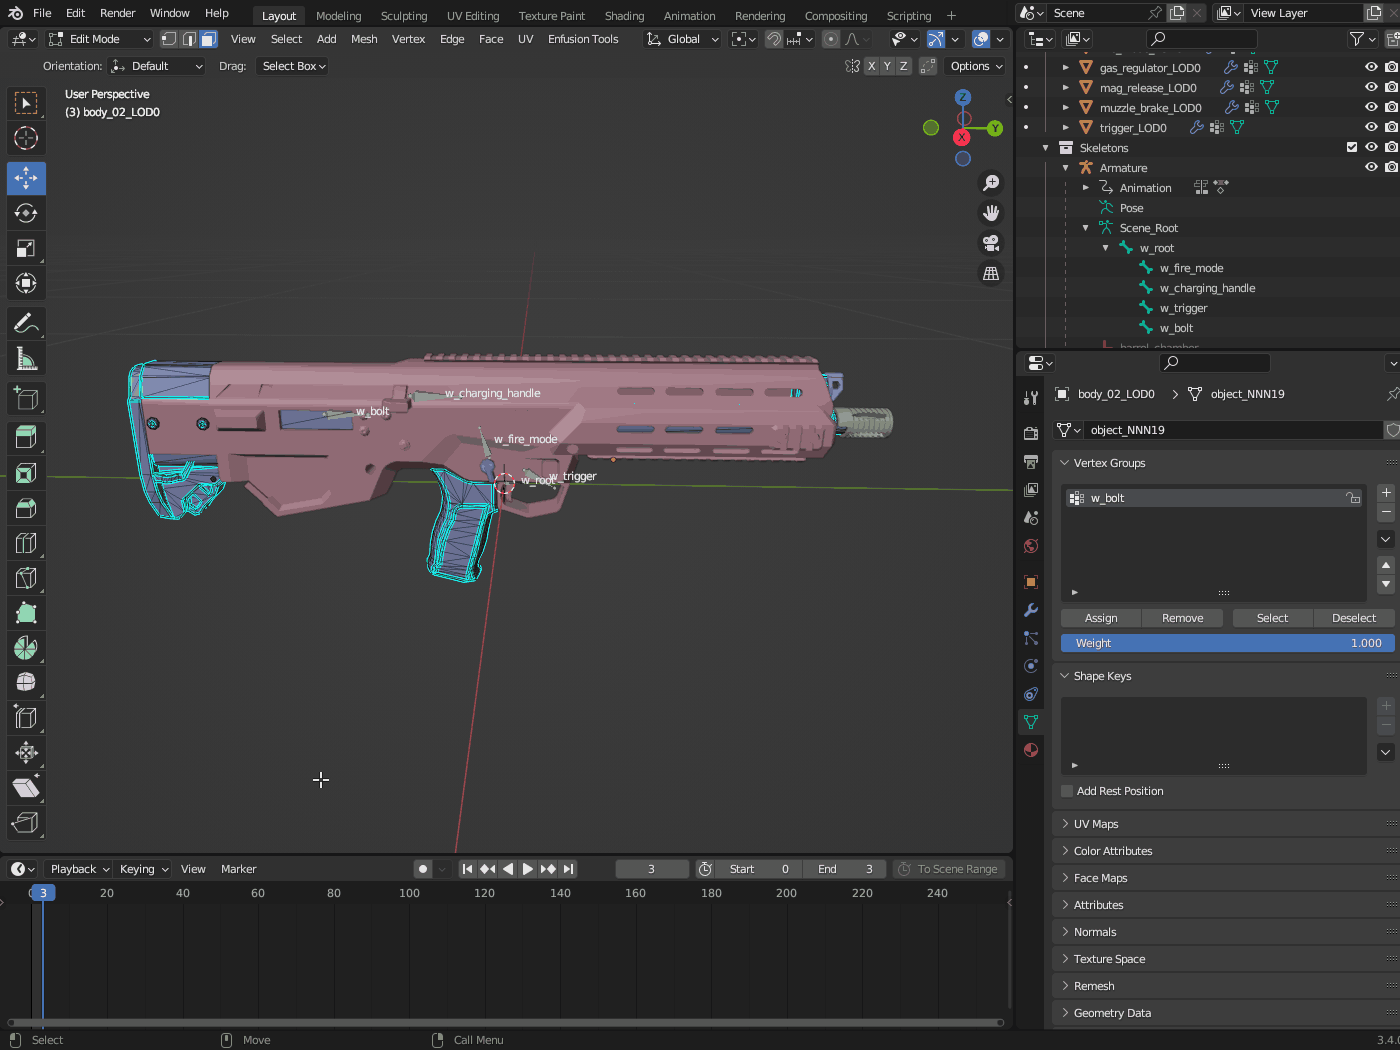 File Edit Render Window Help Layout Modeling Sculpting UV Editing Texture Paint Shading Animation Rendering Compositing Scripting + Scene View Layer
Edit Mode View Select Add Mesh Vertex Edge Face UV Enfusion Tools Global
Orientation: Default Drag: Select Box X Y Z Options
User Perspective
(3) body_02_LOD0
Z
Y
X
w_charging_handle
w_bolt
w_fire_mode
w_trigger
w_root
gas_regulator_LOD0
mag_release_LOD0
muzzle_brake_LOD0
trigger_LOD0
Skeletons
Armature
Animation
Pose
Scene_Root
w_root
w_fire_mode
w_charging_handle
w_trigger
w_bolt
barrel_chamber
body_02_LOD0 > object_NNN19
object_NNN19
Vertex Groups
w_bolt
Assign Remove Select Deselect
Weight 1.000
Shape Keys
Add Rest Position
UV Maps
Color Attributes
Face Maps
Attributes
Normals
Texture Space
Remesh
Geometry Data
Playback Keying View Marker 3 Start 0 End 3 To Scene Range
0 3 20 40 60 80 100 120 140 160 180 200 220 240
Select Move Call Menu 3.4.0